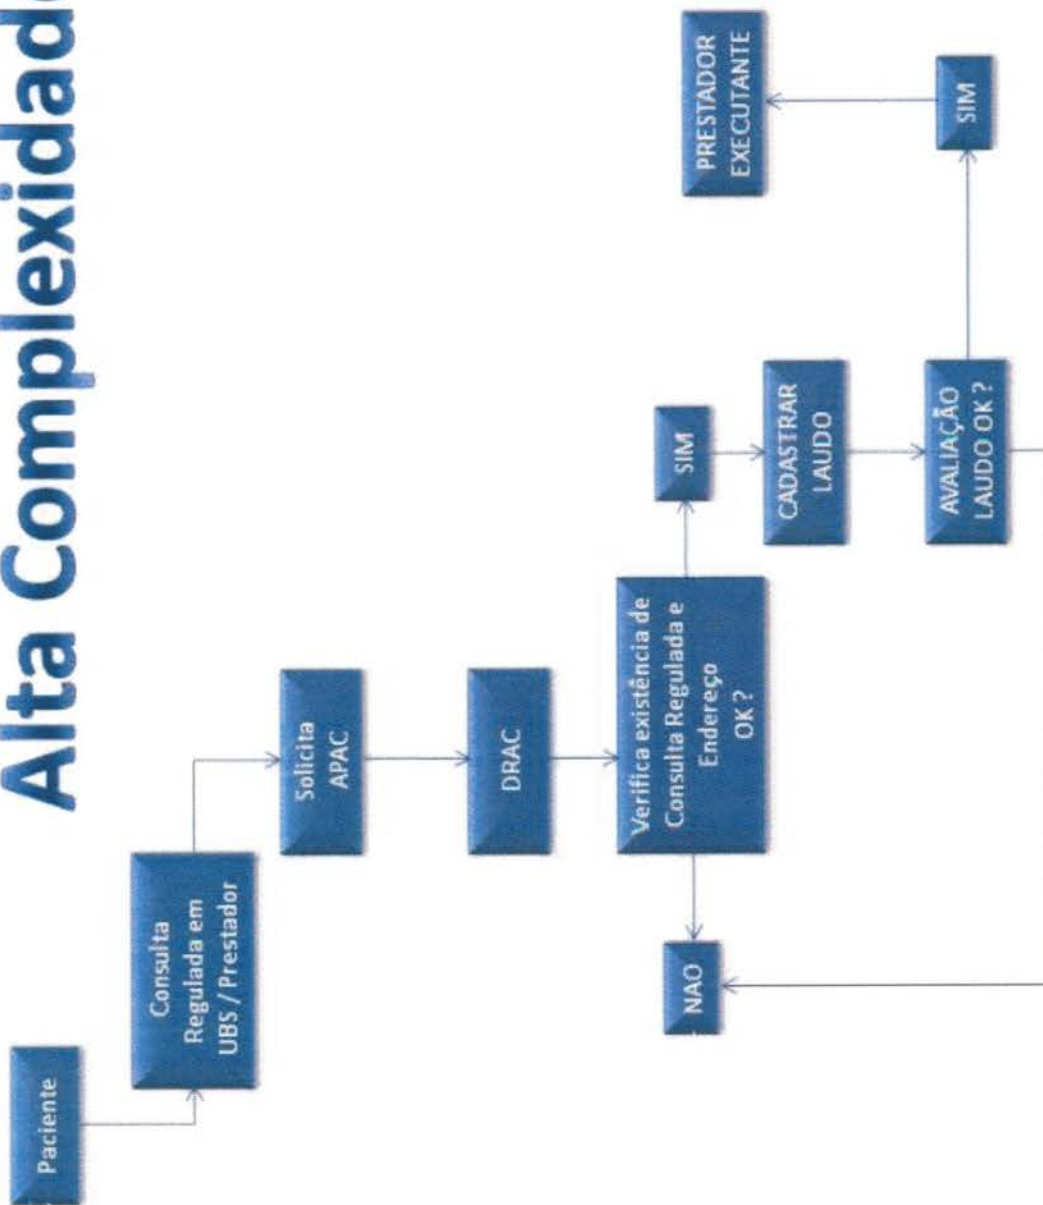 Alta Complexidade
Paciente
Consulta
Regulada em
UBS / Prestador
Solicita
APAC
DRAC
Verifica existência de
Consulta Regulada e
Endereço
OK ?
NAO
SIM
CADASTRAR
LAUDO
AVALIAÇÃO
LAUDO OK ?
SIM
PRESTADOR
EXECUTANTE